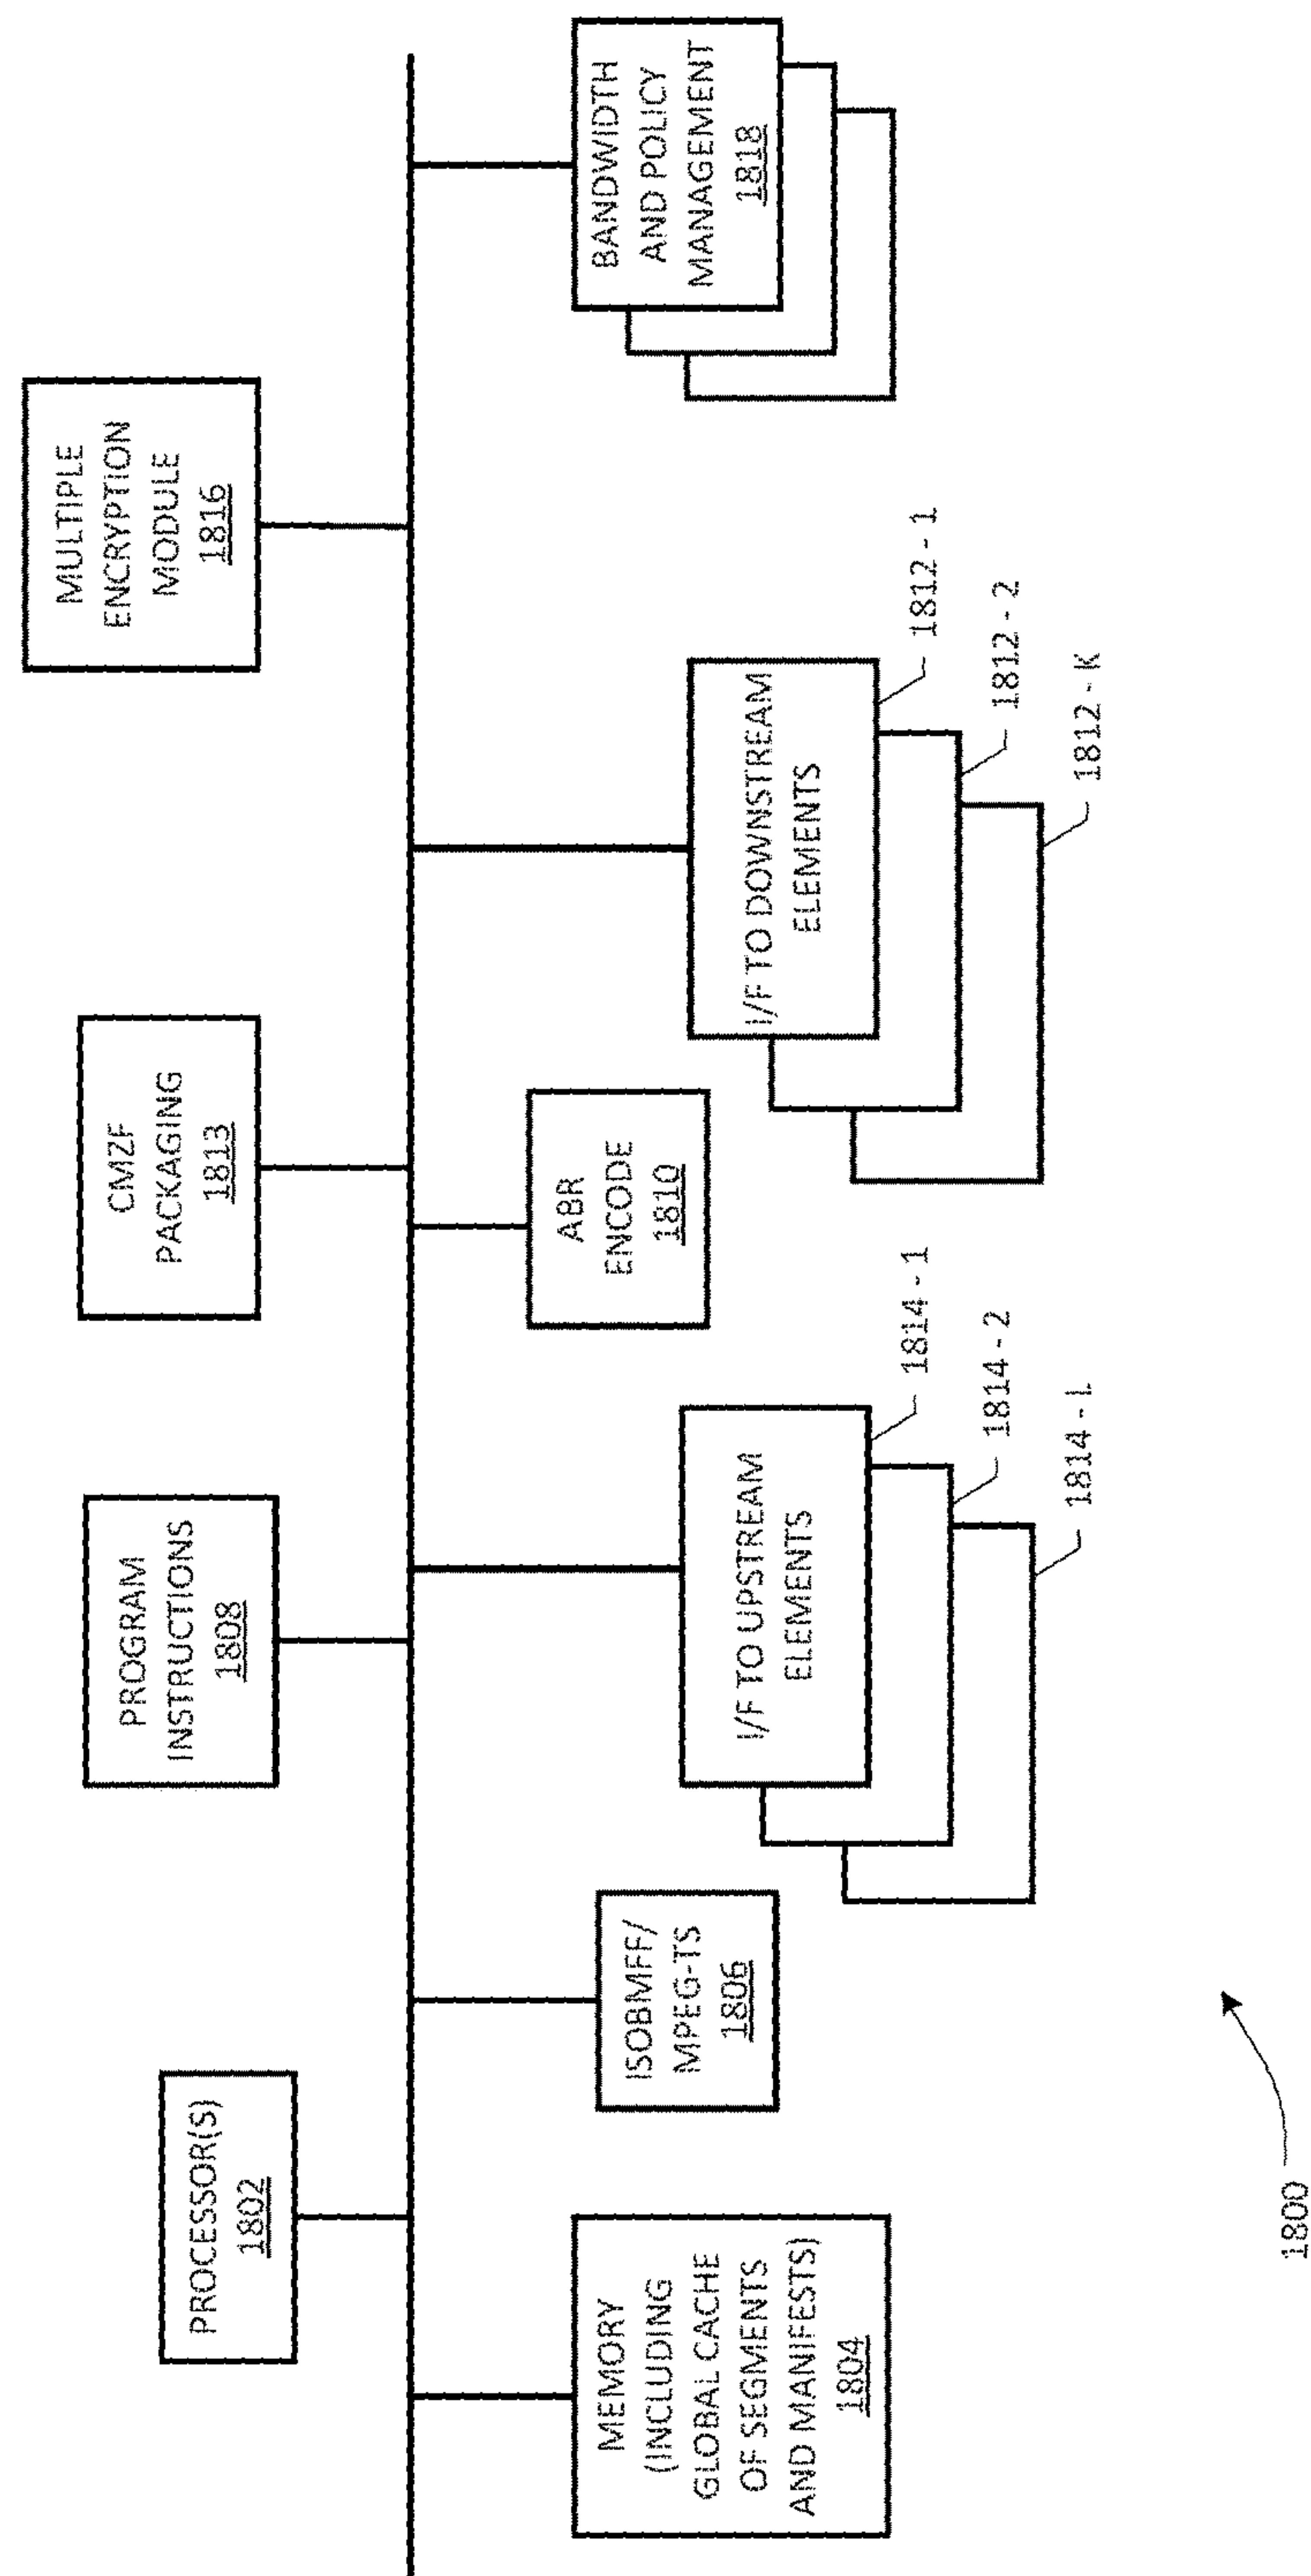 PROCESSOR(S)
1802
PROGRAM
INSTRUCTIONS
1808
CMZF
PACKAGING
1813
MULTIPLE
ENCRYPTION
MODULE
1816
MEMORY
(INCLUDING
GLOBAL CACHE
OF SEGMENTS
AND MANIFESTS)
1804
ISOBMFF/
MPEG-TS
1806
I/F TO UPSTREAM
ELEMENTS
1814 - 1
1814 - 2
1814 - L
ABR
ENCODE
1810
I/F TO DOWNSTREAM
ELEMENTS
1812 - 1
1812 - 2
1812 - K
BANDWIDTH
AND POLICY
MANAGEMENT
1818
1800